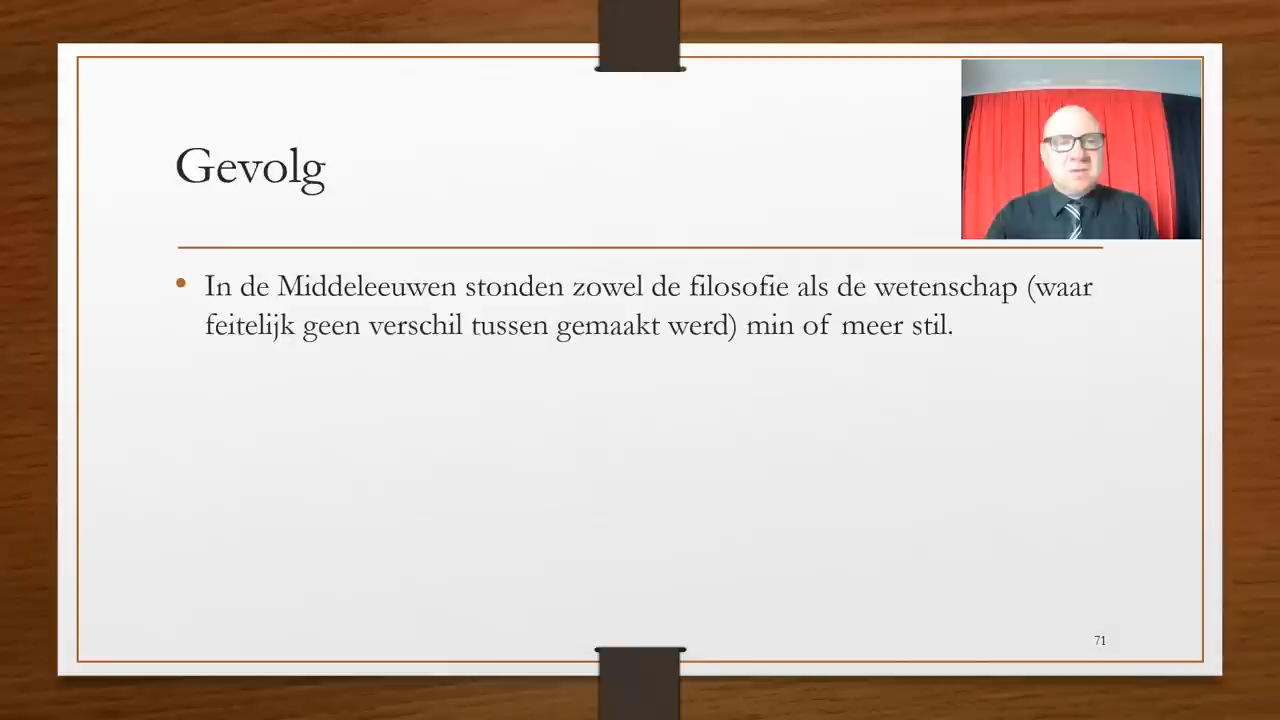 Gevolg
• In de Middeleeuwen stonden zowel de filosofie als de wetenschap (waar
feitelijk geen verschil tussen gemaakt werd) min of meer stil.
71